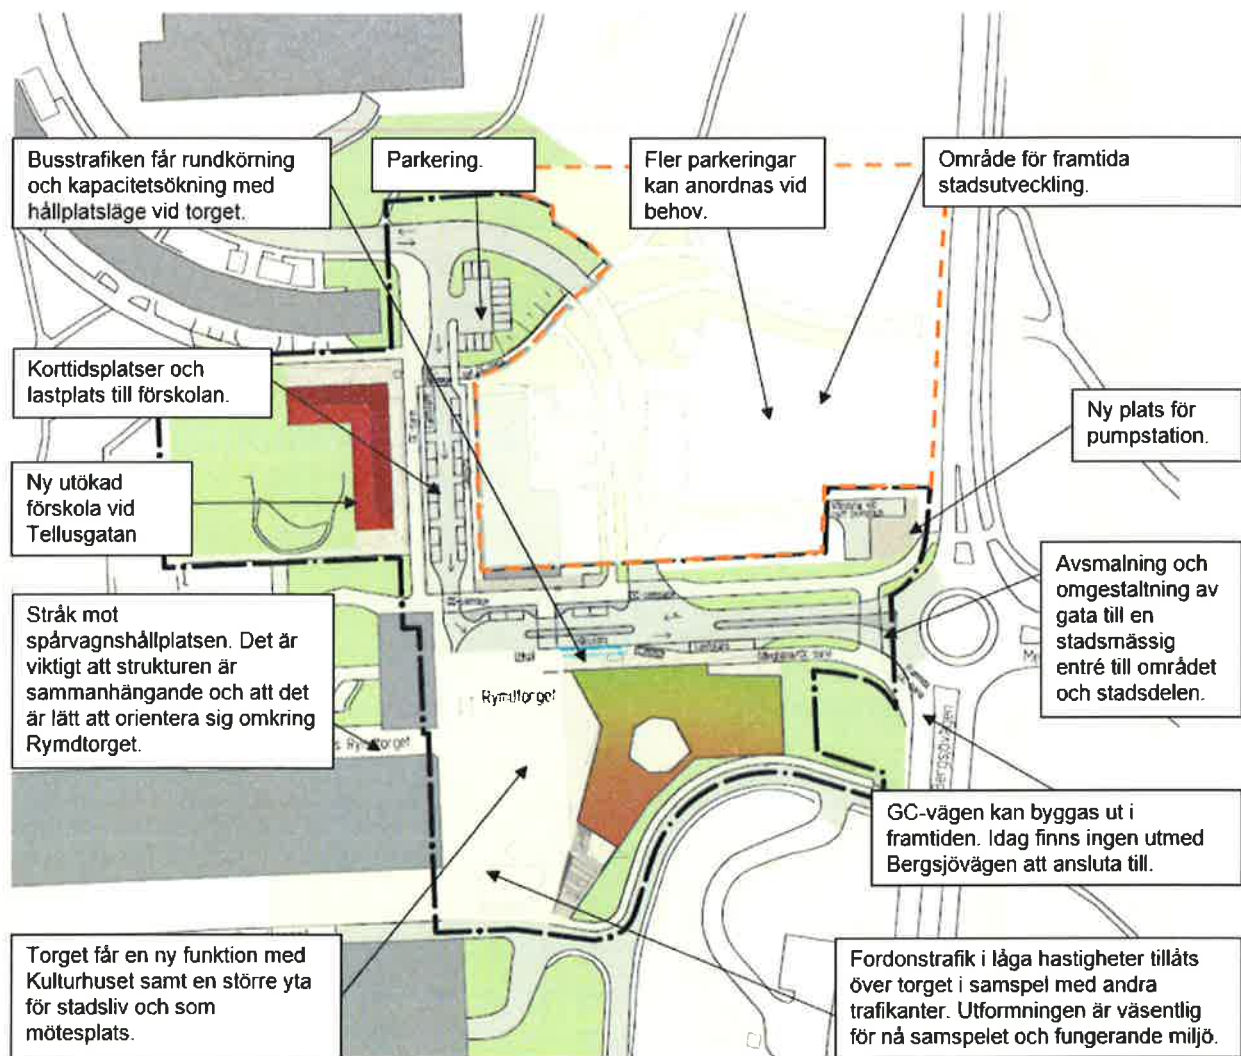 Busstrafiken får rundkörning
och kapacitetsökning med
hållplatsläge vid torget.
Parkering.
Fler parkeringar
kan anordnas vid
behov.
Område för framtida
stadsutveckling.
Korttidsplatser och
lastplats till förskolan.
Ny plats för
pumpstation.
Ny utökad
förskola vid
Tellusgatan
Avsmalning och
omgestaltning av
gata till en
stadsmässig
entré till området
och stadsdelen.
Stråk mot
spårvagnshållplatsen. Det är
viktigt att strukturen är
sammanhängande och att det
är lätt att orientera sig omkring
Rymdtorget.
Rymdtorget
s Rymdtorget
Bergsjövägen
GC-vägen kan byggas ut i
framtiden. Idag finns ingen utmed
Bergsjövägen att ansluta till.
Torget får en ny funktion med
Kulturhuset samt en större yta
för stadsliv och som
mötesplats.
Fordonstrafik i låga hastigheter tillåts
över torget i samspel med andra
trafikanter. Utformningen är väsentlig
för nå samspelet och fungerande miljö.